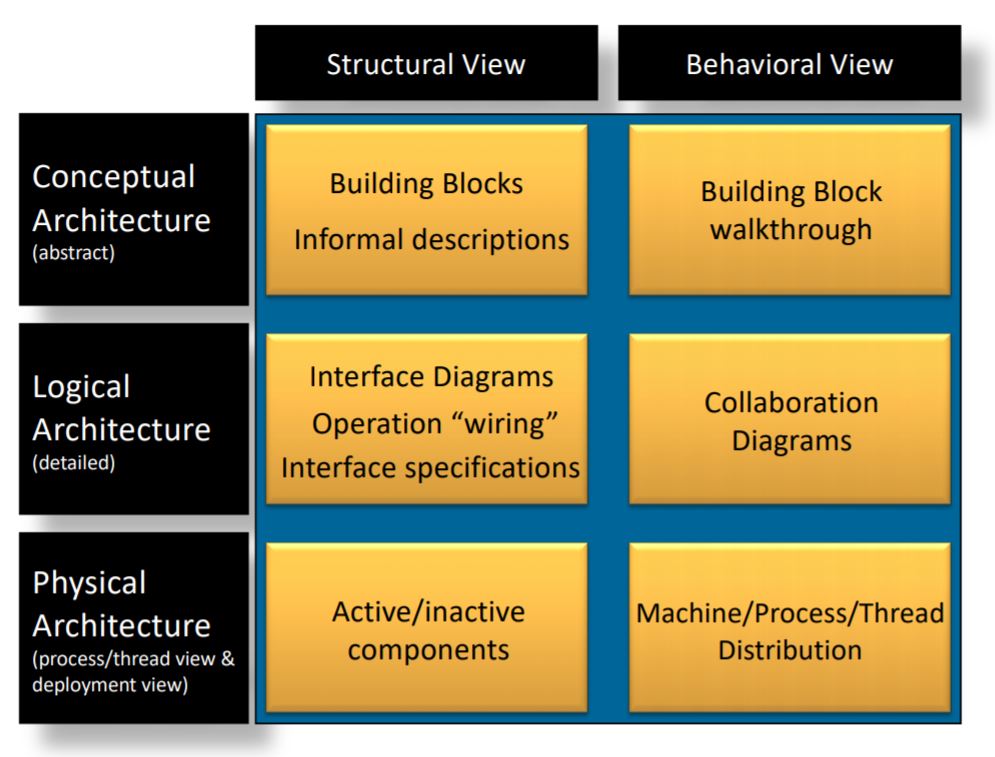 Structural View
Behavioral View
Conceptual
Architecture
(abstract)
Building Blocks
Informal descriptions
Building Block
walkthrough
Logical
Architecture
(detailed)
Interface Diagrams
Operation “wiring”
Interface specifications
Collaboration
Diagrams
Physical
Architecture
(process/thread view &
deployment view)
Active/inactive
components
Machine/Process/Thread
Distribution